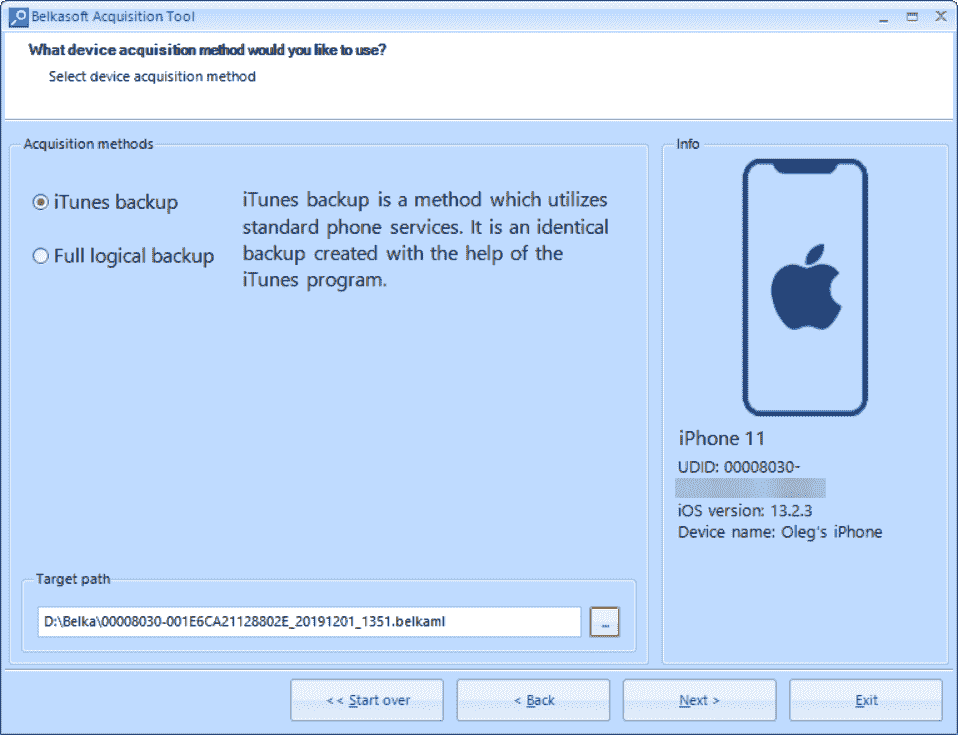 Belkasoft Acquisition Tool
What device acquisition method would you like to use?
Select device acquisition method
Acquisition methods
iTunes backup
Full logical backup
iTunes backup is a method which utilizes
standard phone services. It is an identical
backup created with the help of the
iTunes program.
Target path
D:\Belka\00008030-001E6CA21128802E_20191201_1351.belkaml
...
Info
iPhone 11
UDID: 00008030-
iOS version: 13.2.3
Device name: Oleg's iPhone
<< Start over
< Back
Next >
Exit